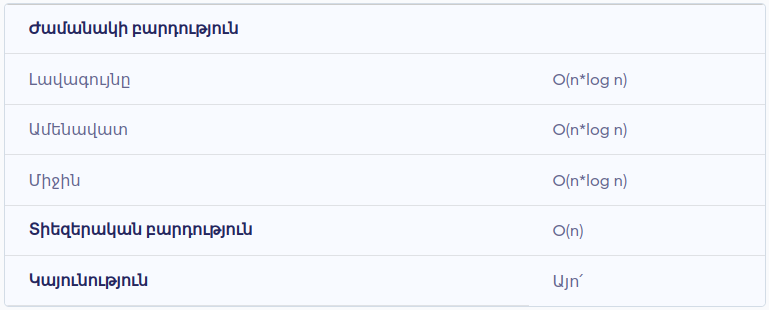 Ժամանակի բարդություն
Լավագույնը O(n*log n)
Ամենավատ O(n*log n)
Միջին O(n*log n)
Տիեզերական բարդություն O(n)
Կայունություն Այո՛